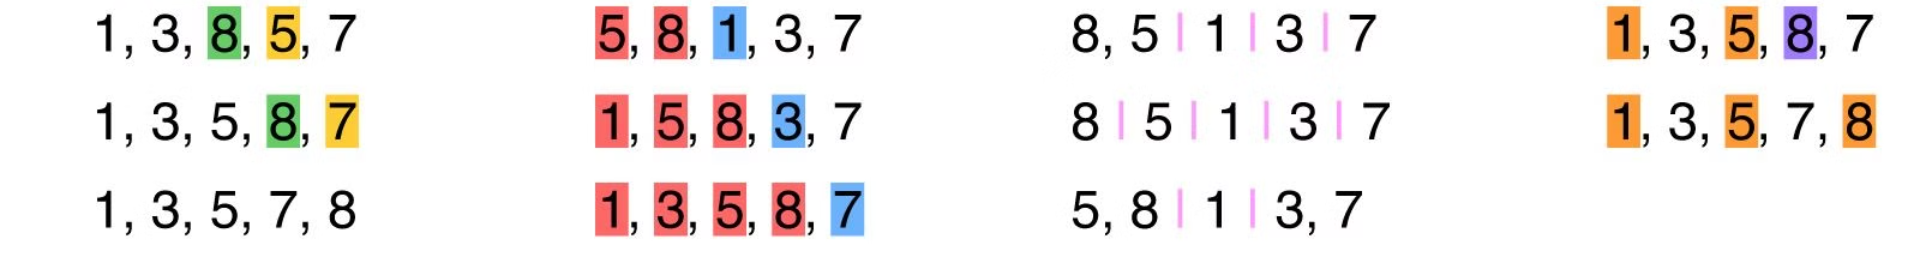 1, 3, 8, 5, 7
1, 3, 5, 8, 7
1, 3, 5, 7, 8
5, 8, 1, 3, 7
1, 5, 8, 3, 7
1, 3, 5, 8, 7
8, 5 | 1 | 3 | 7
8 | 5 | 1 | 3 | 7
5, 8 | 1 | 3, 7
1, 3, 5, 8, 7
1, 3, 5, 7, 8